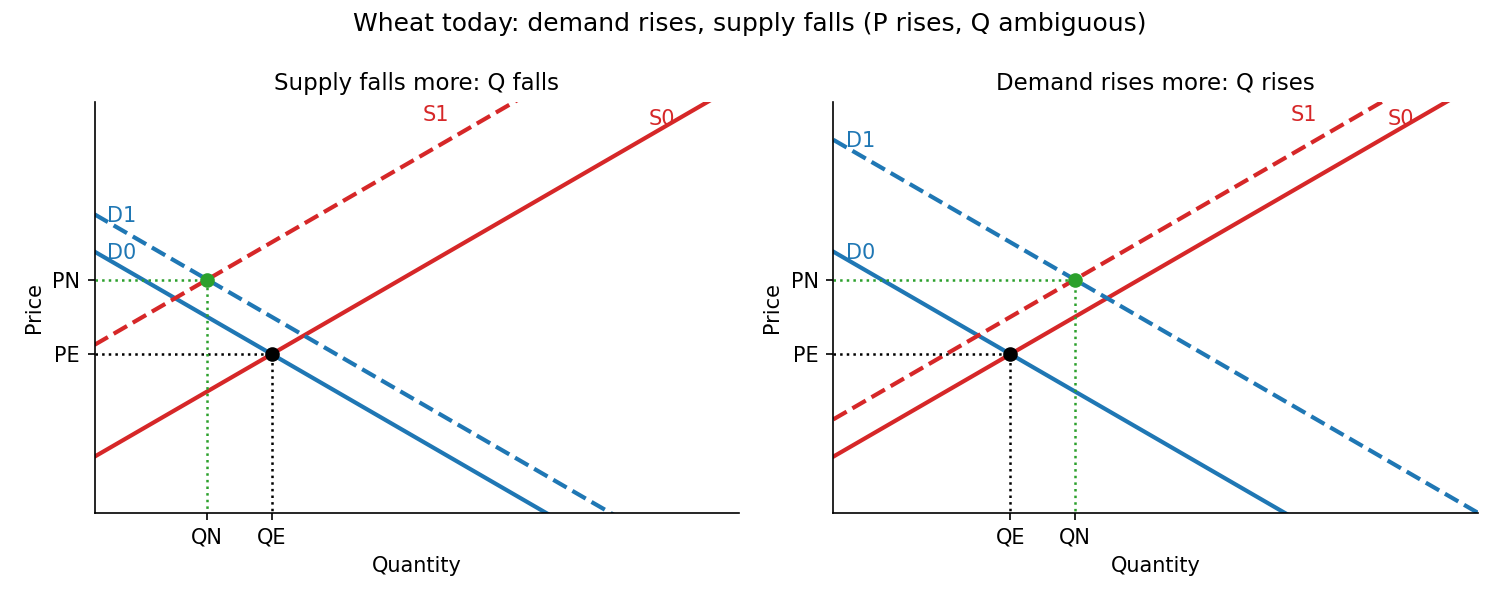 Wheat today: demand rises, supply falls (P rises, Q ambiguous)
Supply falls more: Q falls
S1
S0
D1
D0
PN
PE
Price
QN
QE
Quantity
Demand rises more: Q rises
S1
S0
D1
D0
PN
PE
Price
QE
QN
Quantity